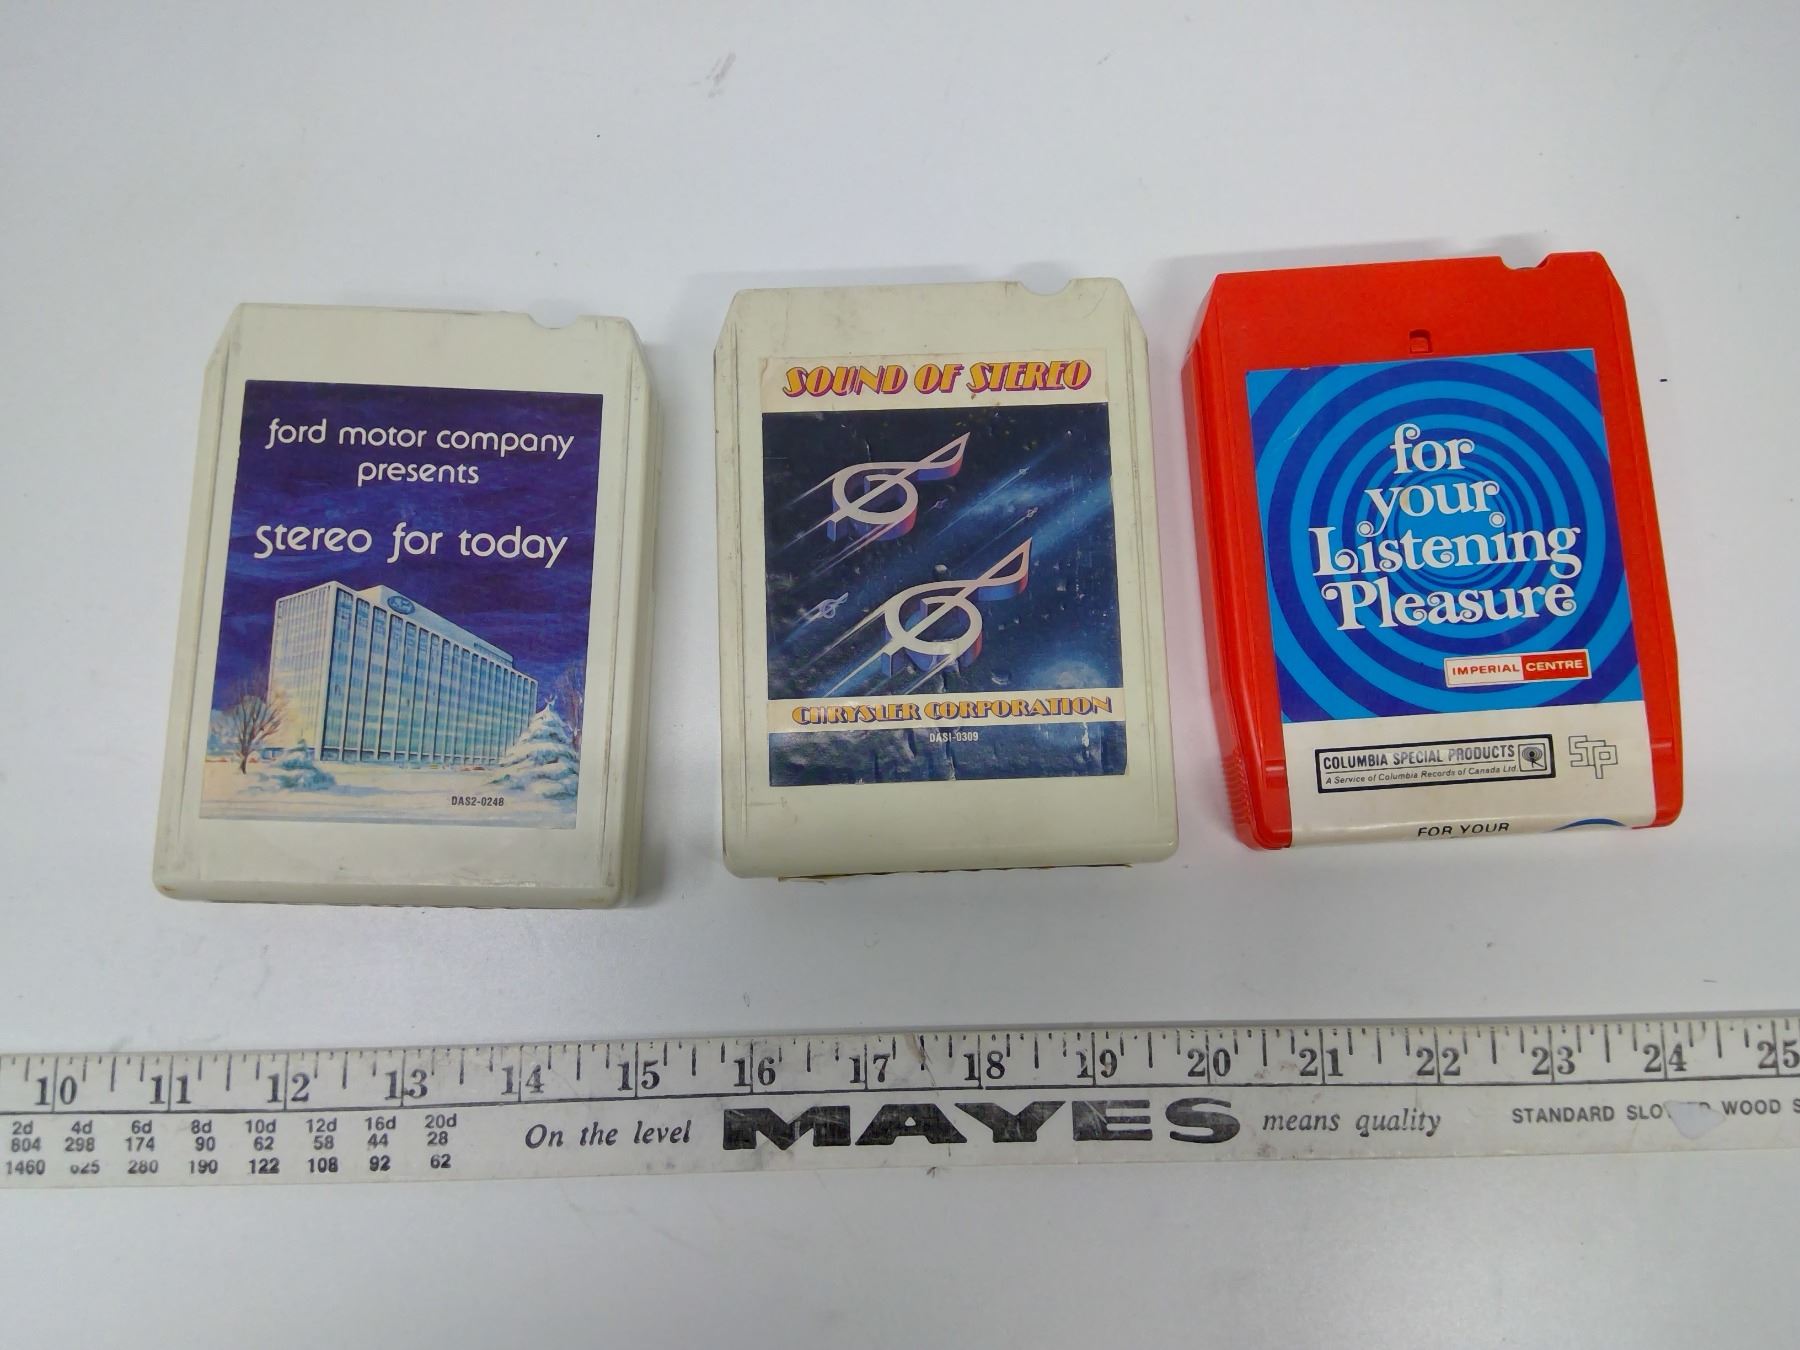 ford motor company
presents
stereo for today
Ford
DAS2-0248
SOUND OF STEREO
CHRYSLER CORPORATION
DAS1-0309
for
your
Listening
Pleasure
IMPERIAL CENTRE
COLUMBIA SPECIAL PRODUCTS
A Service of Columbia Records of Canada Ltd.
STP
FOR YOUR
10 11 12 13 14 15 16 17 18 19 20 21 22 23 24 25
2d 4d 6d 8d 10d 12d 16d 20d
804 298 174 90 62 58 44 28
1460 625 280 190 122 108 92 62
On the level MAYES means quality
STANDARD WOOD S